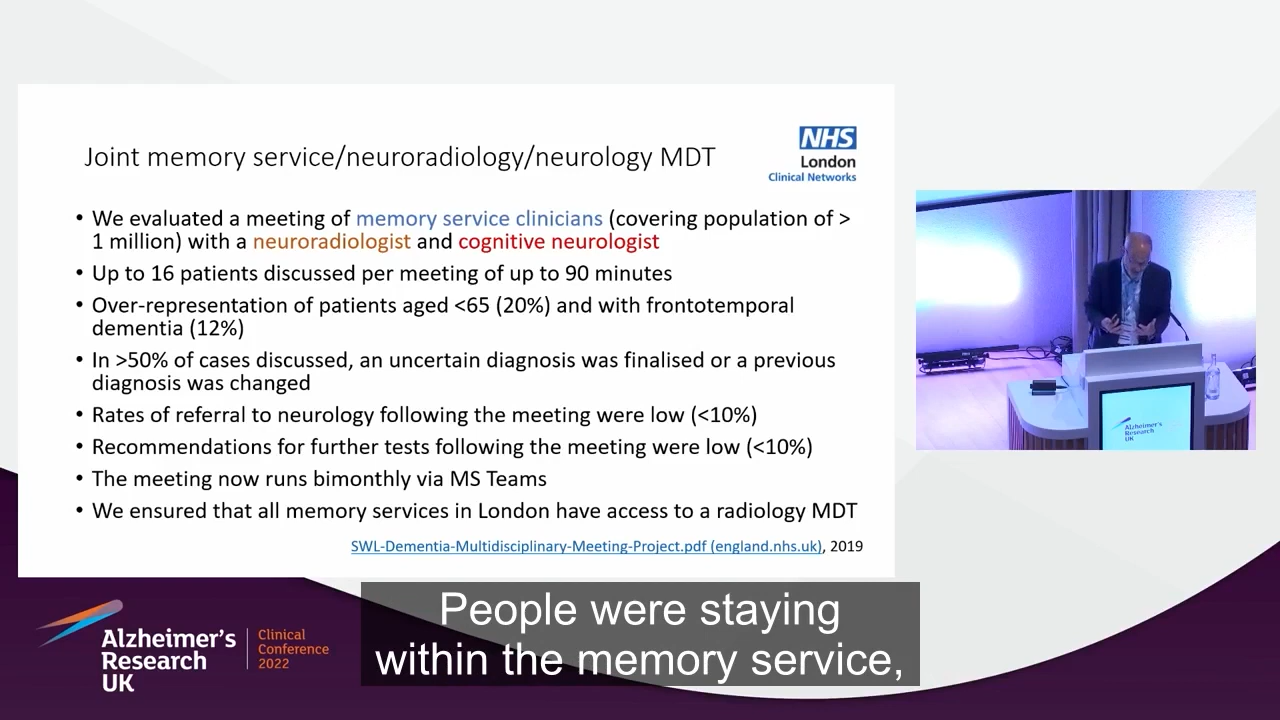 Joint memory service/neuroradiology/neurology MDT
NHS
London
Clinical Networks
• We evaluated a meeting of memory service clinicians (covering population of >
1 million) with a neuroradiologist and cognitive neurologist
• Up to 16 patients discussed per meeting of up to 90 minutes
• Over-representation of patients aged <65 (20%) and with frontotemporal
dementia (12%)
• In >50% of cases discussed, an uncertain diagnosis was finalised or a previous
diagnosis was changed
• Rates of referral to neurology following the meeting were low (<10%)
• Recommendations for further tests following the meeting were low (<10%)
• The meeting now runs bimonthly via MS Teams
• We ensured that all memory services in London have access to a radiology MDT
SWL-Dementia-Multidisciplinary-Meeting-Project.pdf (england.nhs.uk), 2019
Alzheimer's
Research
UK
People were staying
within the memory service,
Alzheimer's
Research
UK
Clinical
Conference
2022